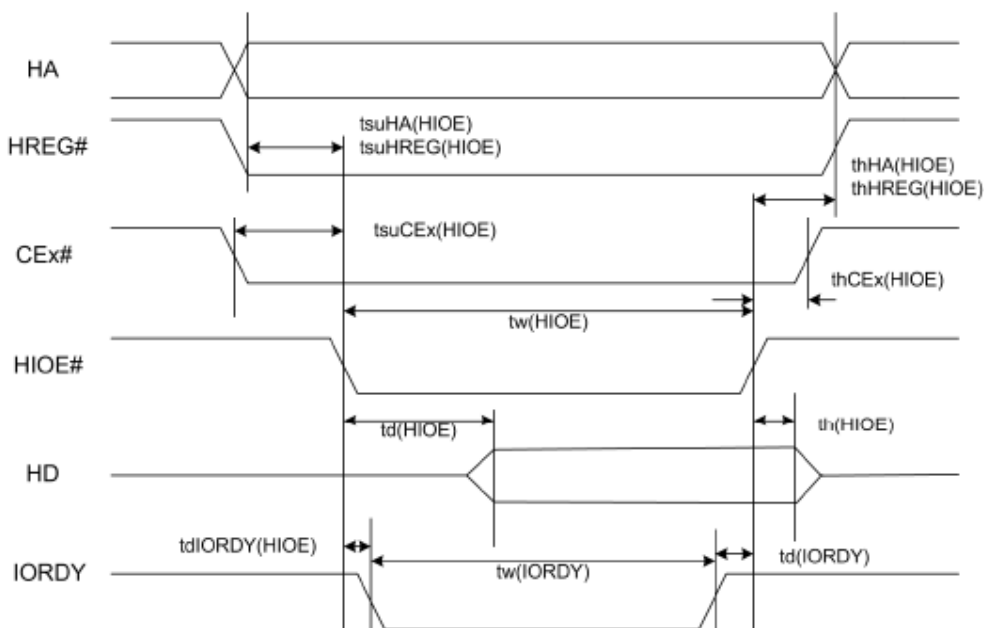 HA
tsuHA(HIOE)
HREG#
tsuHREG(HIOE)
thHA(HIOE)
thHREG(HIOE)
tsuCEx(HIOE)
CEx#
thCEx(HIOE)
tw(HIOE)
HIOE#
td(HIOE)
th(HIOE)
HD
tdIORDY(HIOE)
td(IORDY)
IORDY
tw(IORDY)